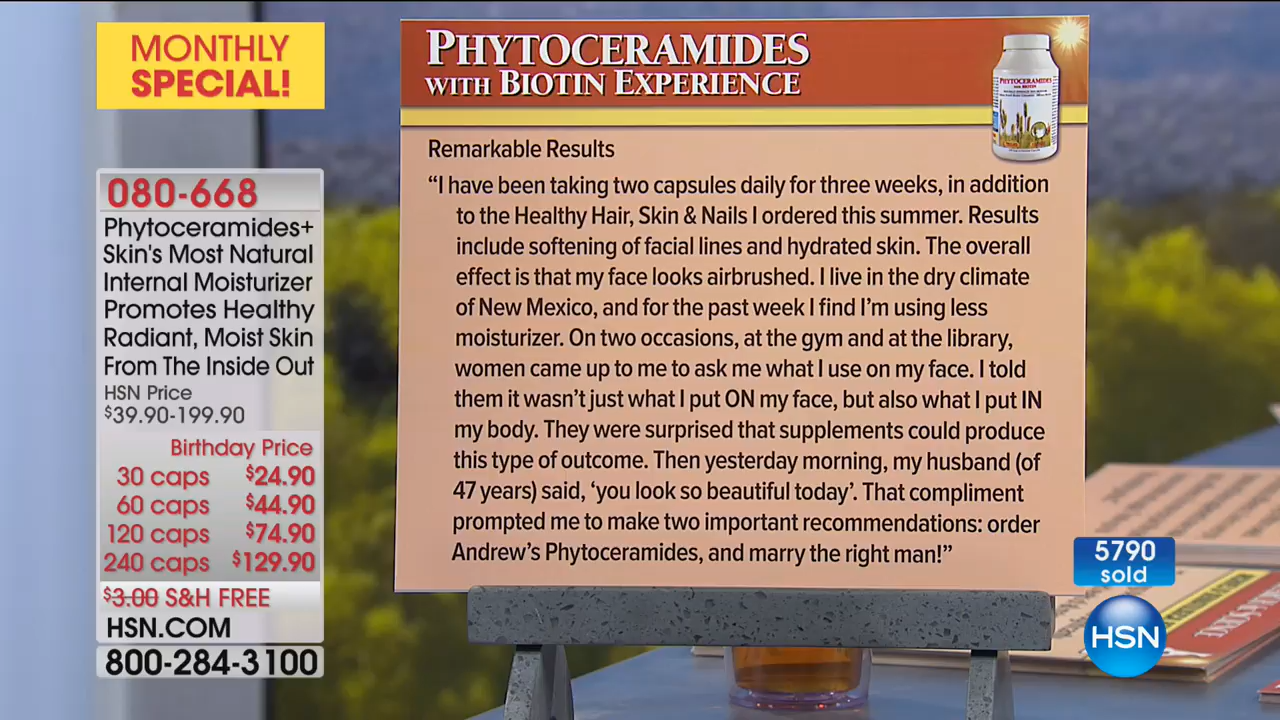 MONTHLY
SPECIAL!
080-668
Phytoceramides+
Skin's Most Natural
Internal Moisturizer
Promotes Healthy
Radiant, Moist Skin
From The Inside Out
HSN Price
$39.90-199.90
Birthday Price
30 caps $24.90
60 caps $44.90
120 caps $74.90
240 caps $129.90
$3.00 S&H FREE
HSN.COM
800-284-3100
PHYTOCERAMIDES
WITH BIOTIN EXPERIENCE
PHYTOCERAMIDES
WITH BIOTIN
Remarkable Results
“I have been taking two capsules daily for three weeks, in addition
to the Healthy Hair, Skin & Nails I ordered this summer. Results
include softening of facial lines and hydrated skin. The overall
effect is that my face looks airbrushed. I live in the dry climate
of New Mexico, and for the past week I find I’m using less
moisturizer. On two occasions, at the gym and at the library,
women came up to me to ask me what I use on my face. I told
them it wasn’t just what I put ON my face, but also what I put IN
my body. They were surprised that supplements could produce
this type of outcome. Then yesterday morning, my husband (of
47 years) said, ‘you look so beautiful today’. That compliment
prompted me to make two important recommendations: order
Andrew’s Phytoceramides, and marry the right man!”
5790
sold
HSN